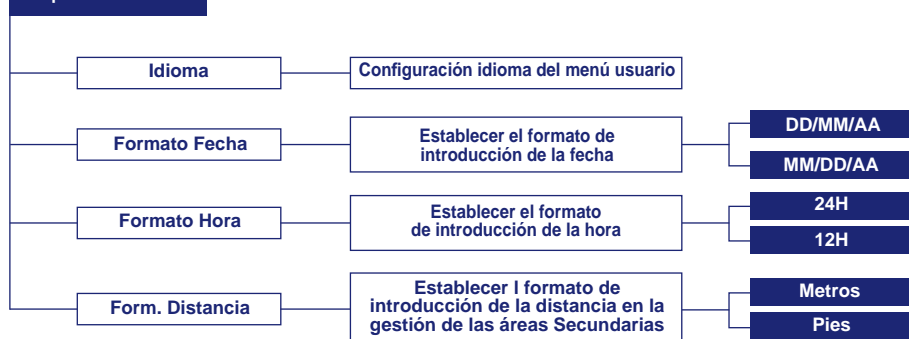 Idioma
Configuración idioma del menú usuario
Formato Fecha
Establecer el formato de
introducción de la fecha
DD/MM/AA
MM/DD/AA
Formato Hora
Establecer el formato
de introducción de la hora
24H
12H
Form. Distancia
Establecer l formato de
introducción de la distancia en la
gestión de las áreas Secundarias
Metros
Pies